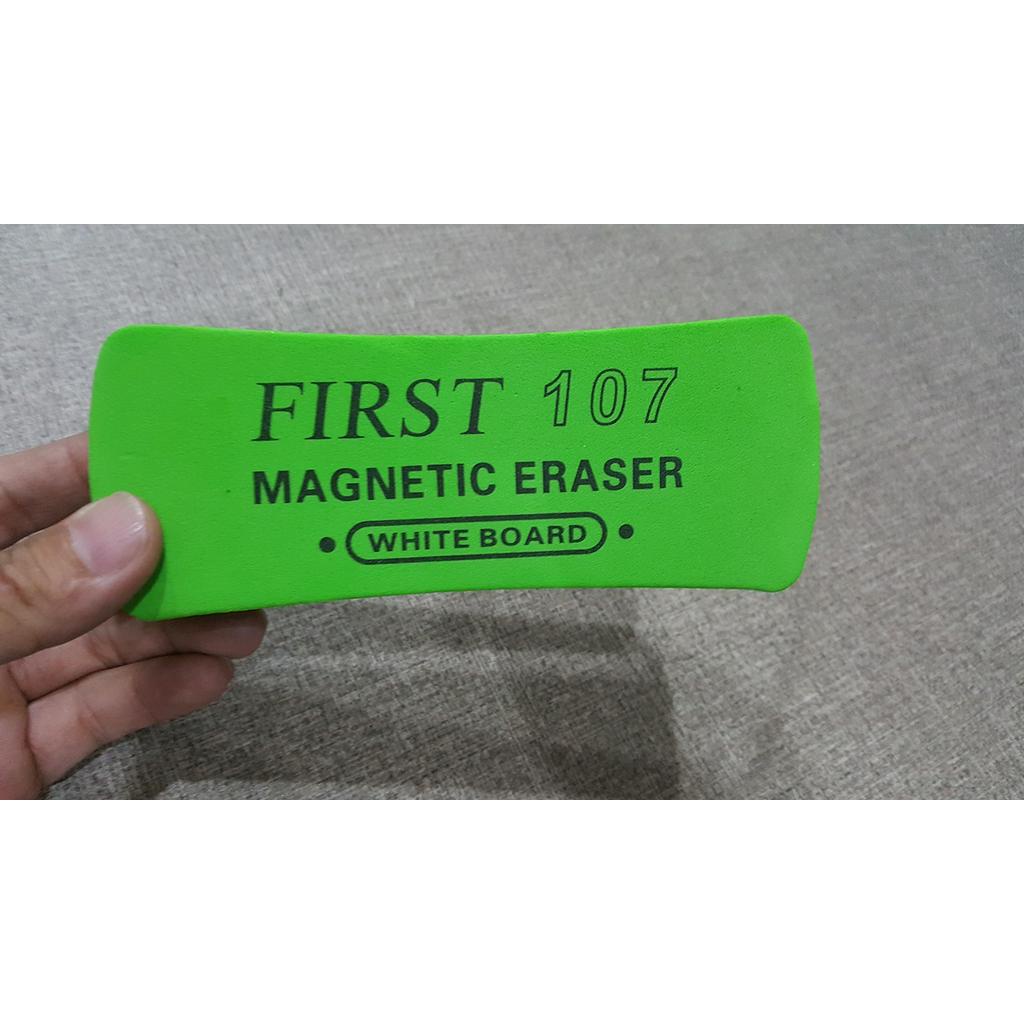 FIRST 107
MAGNETIC ERASER
• WHITE BOARD •